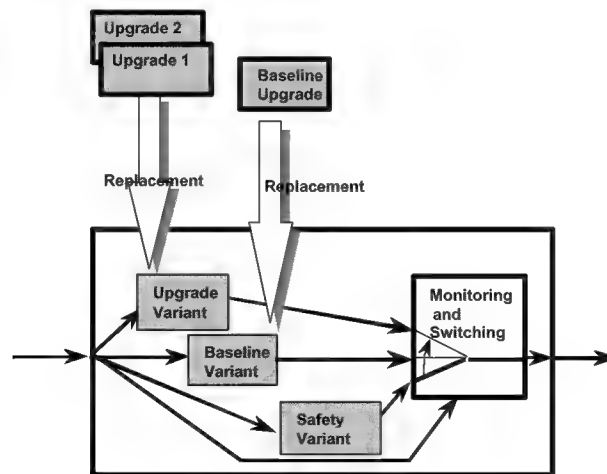 Upgrade 2
Upgrade 1
Baseline
Upgrade
Replacement
Replacement
Upgrade
Variant
Monitoring
and
Switching
Baseline
Variant
Safety
Variant